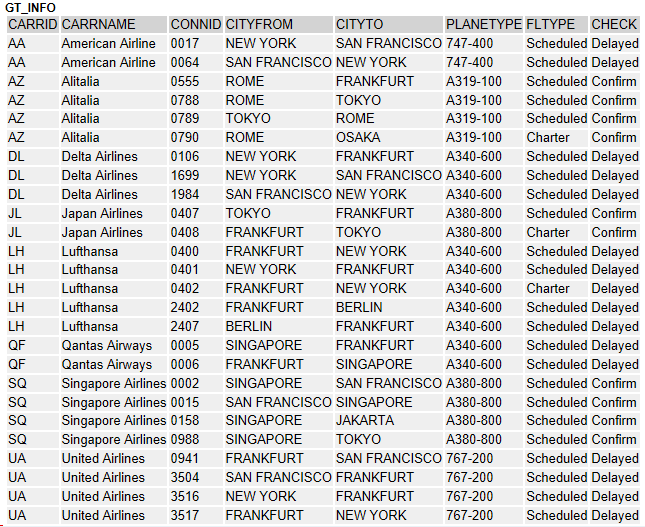 GT_INFO
CARRID CARRNAME CONNID CITYFROM CITYTO PLANETYPE FLTYPE CHECK
AA American Airline 0017 NEW YORK SAN FRANCISCO 747-400 Scheduled Delayed
AA American Airline 0064 SAN FRANCISCO NEW YORK 747-400 Scheduled Delayed
AZ Alitalia 0555 ROME FRANKFURT A319-100 Scheduled Confirm
AZ Alitalia 0788 ROME TOKYO A319-100 Scheduled Confirm
AZ Alitalia 0789 TOKYO ROME A319-100 Scheduled Confirm
AZ Alitalia 0790 ROME OSAKA A319-100 Charter Confirm
DL Delta Airlines 0106 NEW YORK FRANKFURT A340-600 Scheduled Delayed
DL Delta Airlines 1699 NEW YORK SAN FRANCISCO A340-600 Scheduled Delayed
DL Delta Airlines 1984 SAN FRANCISCO NEW YORK A340-600 Scheduled Delayed
JL Japan Airlines 0407 TOKYO FRANKFURT A380-800 Scheduled Confirm
JL Japan Airlines 0408 FRANKFURT TOKYO A380-800 Charter Confirm
LH Lufthansa 0400 FRANKFURT NEW YORK A340-600 Scheduled Delayed
LH Lufthansa 0401 NEW YORK FRANKFURT A340-600 Scheduled Delayed
LH Lufthansa 0402 FRANKFURT NEW YORK A340-600 Charter Delayed
LH Lufthansa 2402 FRANKFURT BERLIN A340-600 Scheduled Delayed
LH Lufthansa 2407 BERLIN FRANKFURT A340-600 Scheduled Delayed
QF Qantas Airways 0005 SINGAPORE FRANKFURT A340-600 Scheduled Delayed
QF Qantas Airways 0006 FRANKFURT SINGAPORE A340-600 Scheduled Delayed
SQ Singapore Airlines 0002 SINGAPORE SAN FRANCISCO A380-800 Scheduled Confirm
SQ Singapore Airlines 0015 SAN FRANCISCO SINGAPORE A380-800 Scheduled Confirm
SQ Singapore Airlines 0158 SINGAPORE JAKARTA A380-800 Scheduled Confirm
SQ Singapore Airlines 0988 SINGAPORE TOKYO A380-800 Scheduled Confirm
UA United Airlines 0941 FRANKFURT SAN FRANCISCO 767-200 Scheduled Delayed
UA United Airlines 3504 SAN FRANCISCO FRANKFURT 767-200 Scheduled Delayed
UA United Airlines 3516 NEW YORK FRANKFURT 767-200 Scheduled Delayed
UA United Airlines 3517 FRANKFURT NEW YORK 767-200 Scheduled Delayed